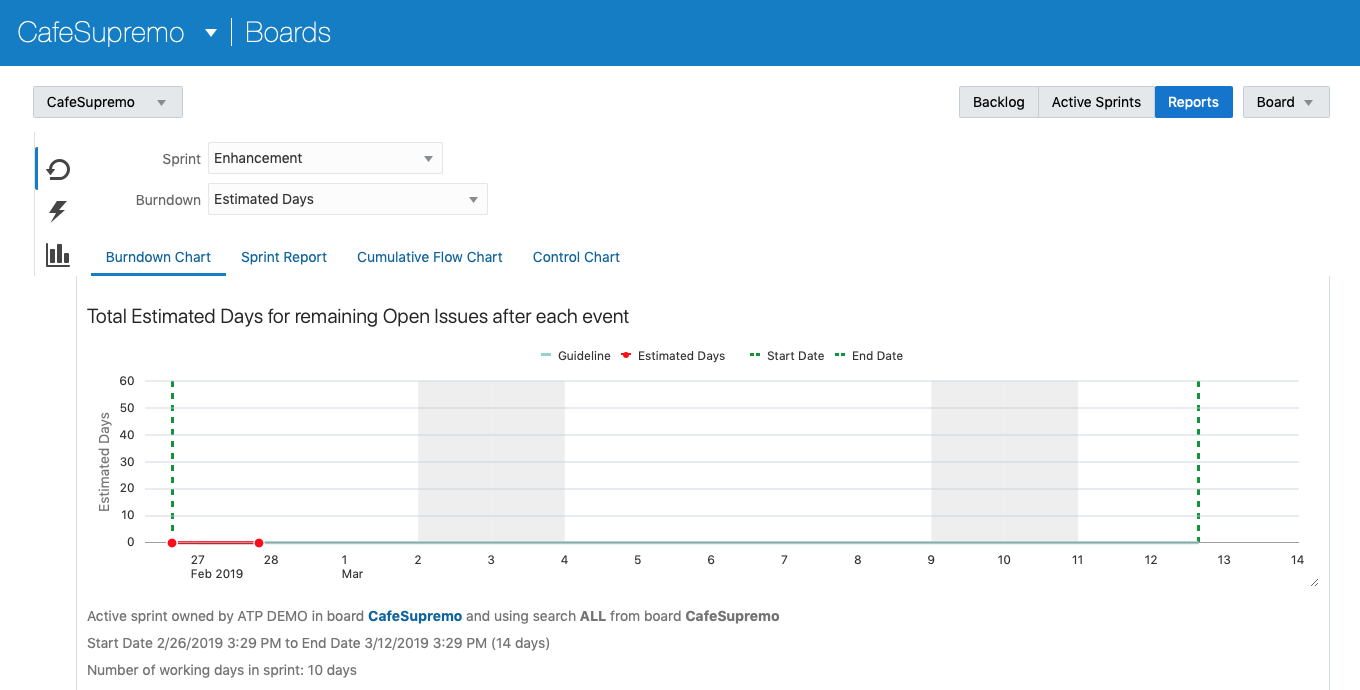 CafeSupremo Boards
CafeSupremo Backlog Active Sprints Reports Board
Sprint Enhancement
Burndown Estimated Days
Burndown Chart Sprint Report Cumulative Flow Chart Control Chart
Total Estimated Days for remaining Open Issues after each event
Guideline Estimated Days Start Date End Date
Estimated Days
60
50
40
30
20
10
0
27 28 1 2 3 4 5 6 7 8 9 10 11 12 13 14
Feb 2019 Mar
Active sprint owned by ATP DEMO in board CafeSupremo and using search ALL from board CafeSupremo
Start Date 2/26/2019 3:29 PM to End Date 3/12/2019 3:29 PM (14 days)
Number of working days in sprint: 10 days